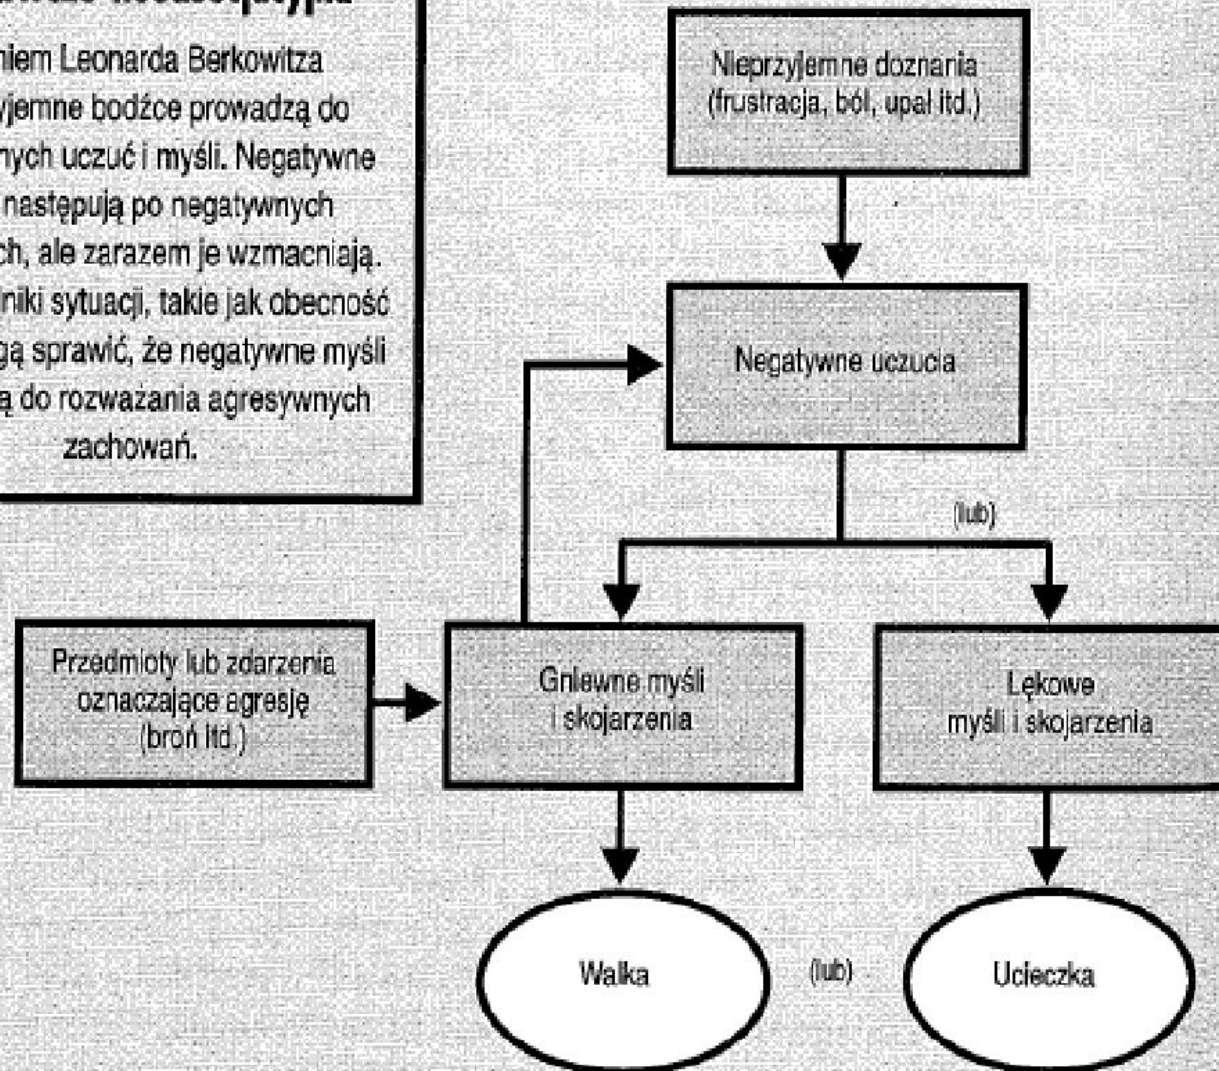 niem Leonarda Berkowitza
yjemne bodźce prowadzą do
nych uczuć i myśli. Negatywne
następują po negatywnych
ch, ale zarazem je wzmacniają.
niki sytuacji, takie jak obecność
gą sprawić, że negatywne myśli
ą do rozważania agresywnych
zachowań.
Nieprzyjemne doznania
(frustracja, ból, upał itd.)
Negatywne uczucia
(lub)
Przedmioty lub zdarzenia
oznaczające agresję
(broń itd.)
Gniewne myśli
i skojarzenia
Lękowe
myśli i skojarzenia
Walka
(lub)
Ucieczka